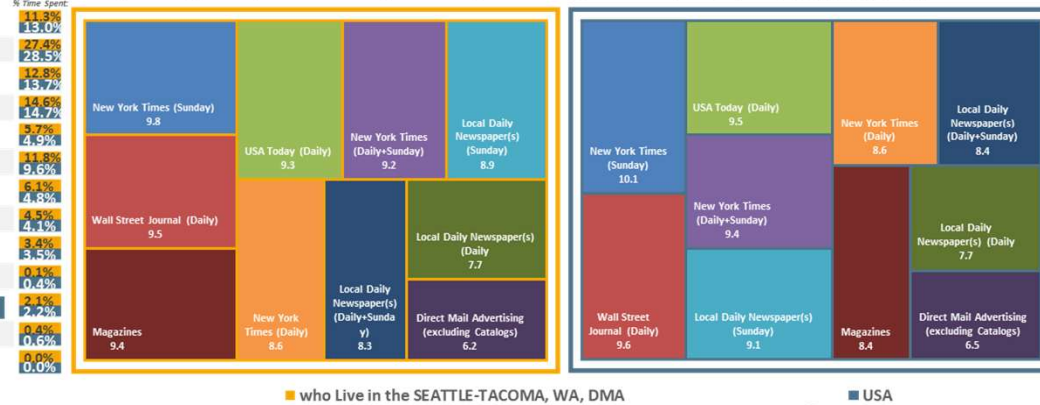 % Time Spent:
11.3%
13.0%
27.4%
28.5%
12.8%
13.7%
14.6%
14.7%
5.7%
4.9%
11.8%
9.6%
6.1%
4.8%
4.5%
4.1%
3.4%
3.5%
0.1%
0.4%
2.1%
2.2%
0.4%
0.6%
0.0%
0.0%
New York Times (Sunday)
9.8
Wall Street Journal (Daily)
9.5
Magazines
9.4
USA Today (Daily)
9.3
New York Times
(Daily+Sunday)
9.2
Local Daily
Newspaper(s)
(Sunday)
8.9
New York
Times (Daily)
8.6
Local Daily
Newspaper(s)
(Daily+Sunda
y)
8.3
Local Daily Newspaper(s)
(Daily
7.7
Direct Mail Advertising
(excluding Catalogs)
6.2
New York Times
(Sunday)
10.1
Wall Street
Journal (Daily)
9.6
USA Today (Daily)
9.5
New York Times
(Daily+Sunday)
9.4
Local Daily Newspaper(s)
(Sunday)
9.1
New York Times
(Daily)
8.6
Local Daily
Newspaper(s)
(Daily+Sunday)
8.4
Magazines
8.4
Local Daily
Newspaper(s) (Daily
7.7
Direct Mail Advertising
(excluding Catalogs)
6.5
who Live in the SEATTLE-TACOMA, WA, DMA
USA